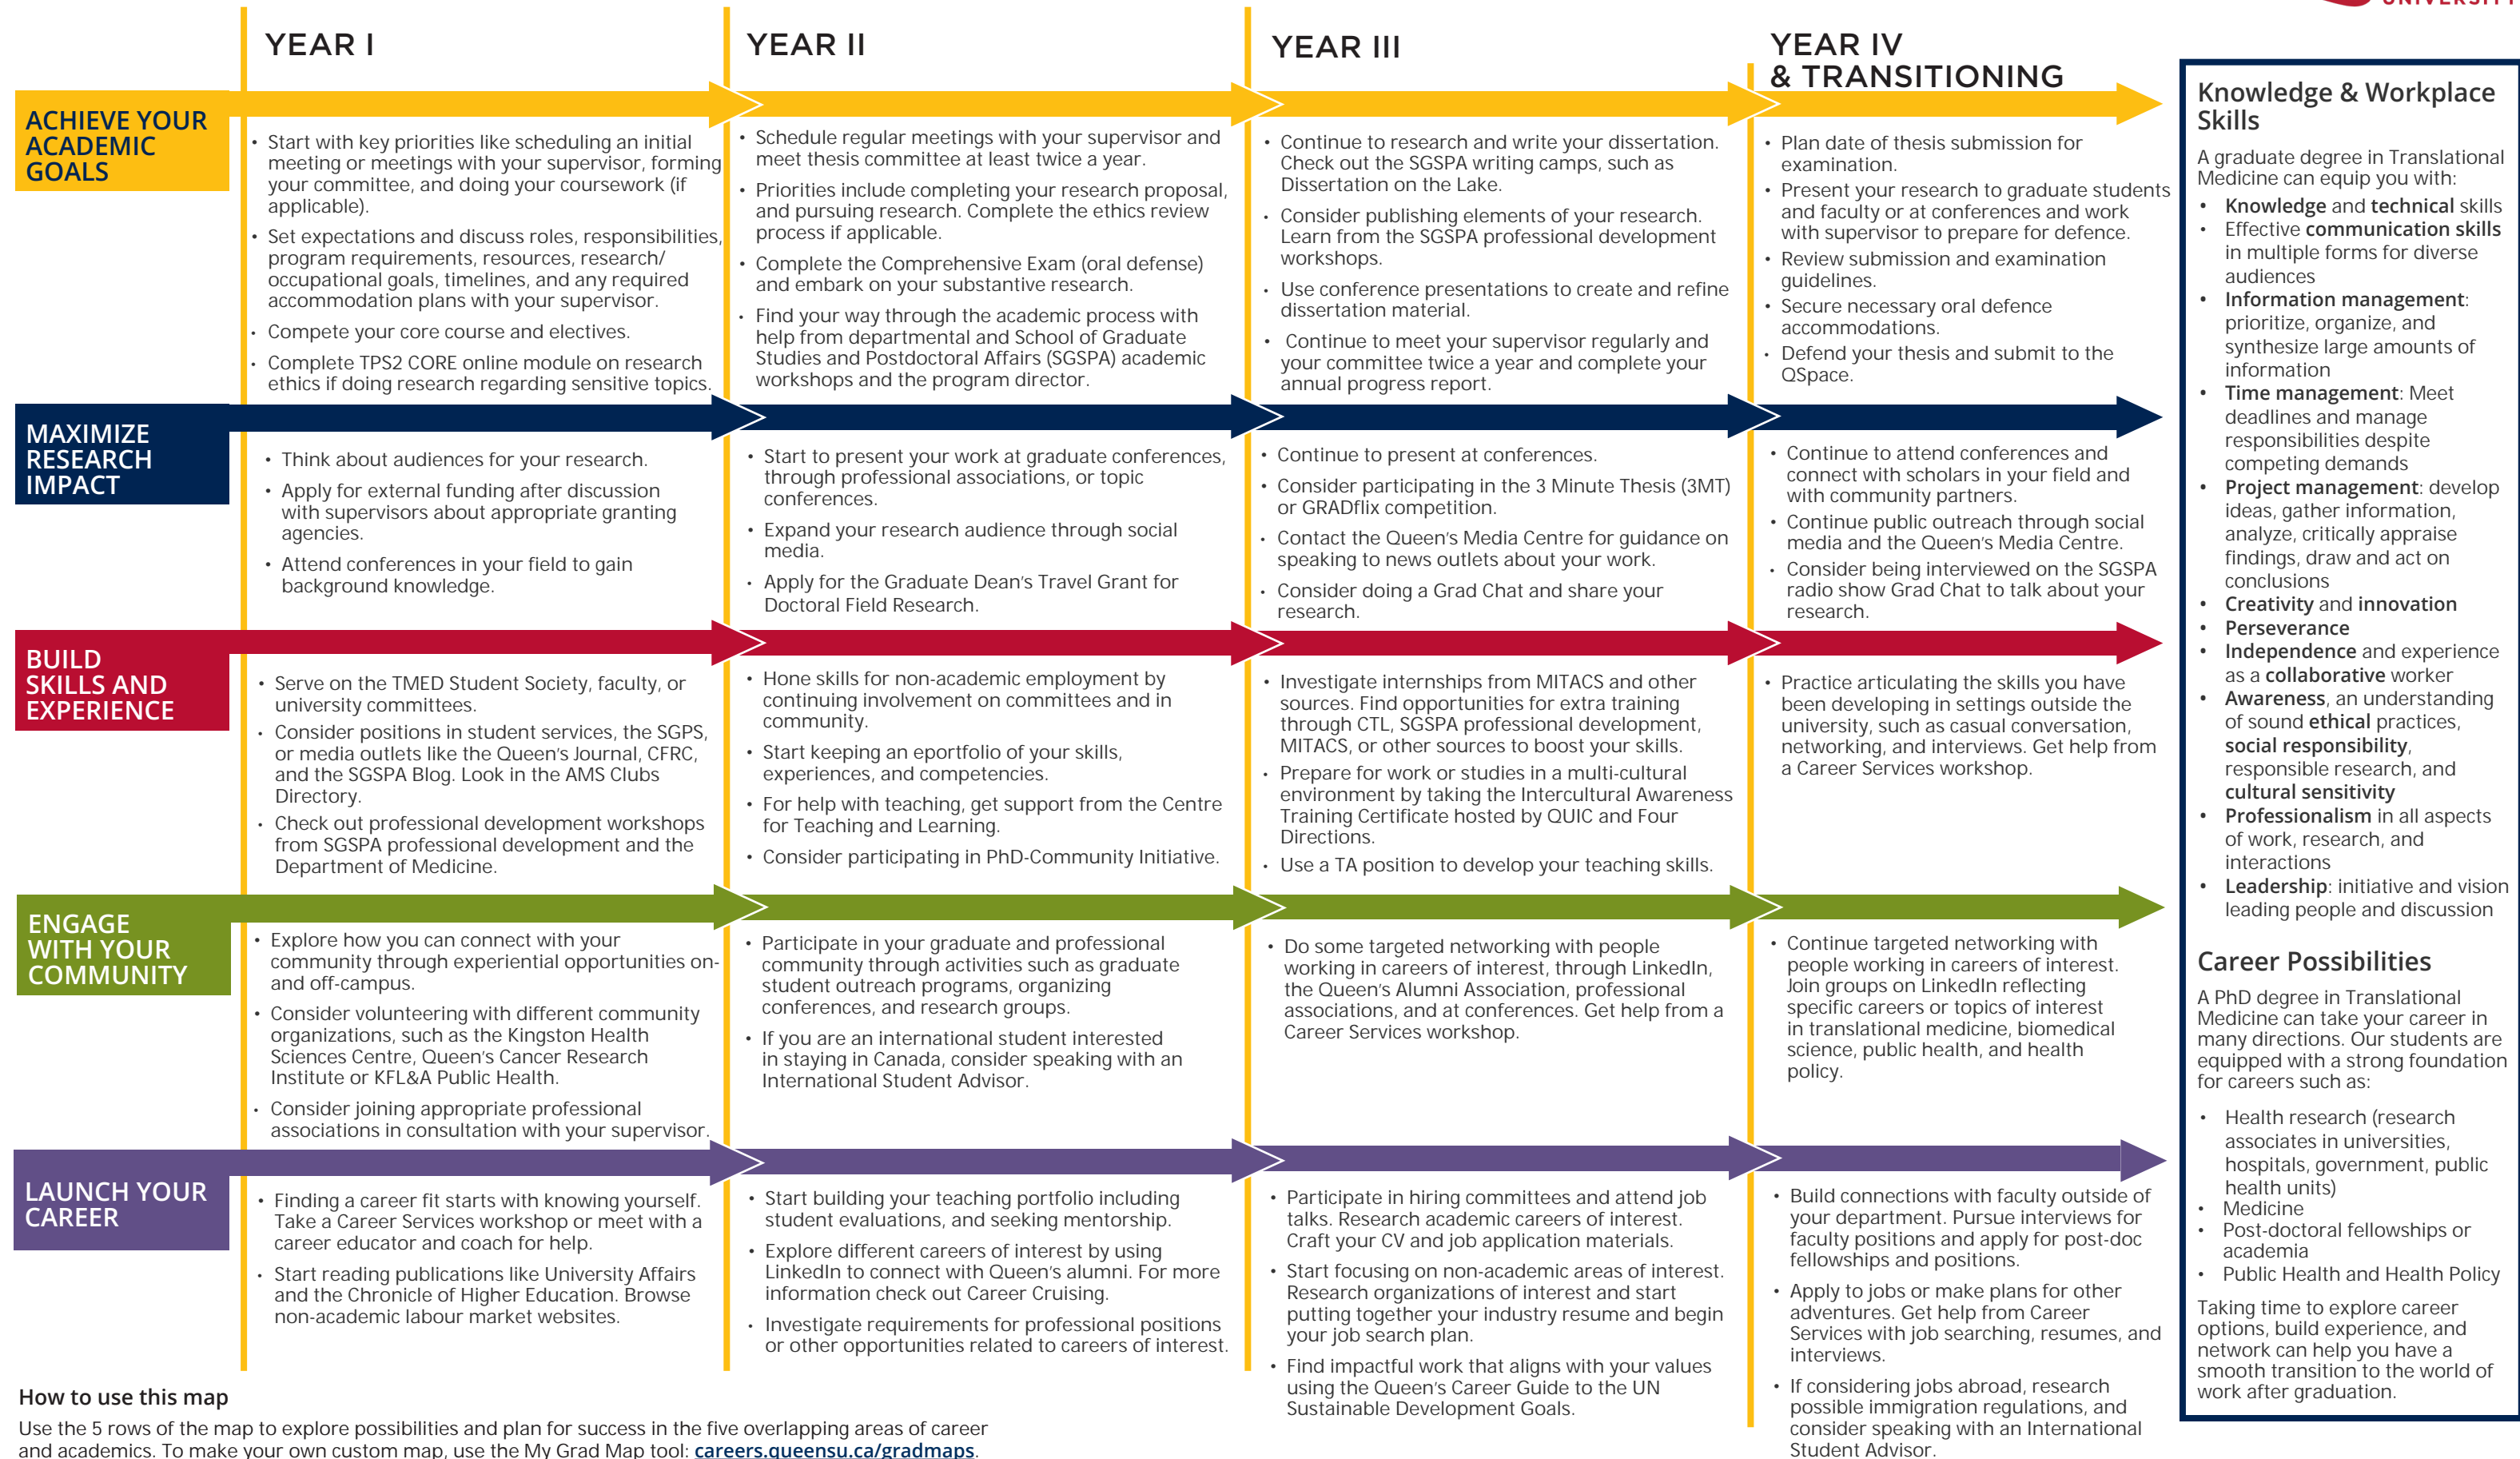 UNIVERSITY
YEAR I
YEAR II
YEAR III
YEAR IV
& TRANSITIONING
ACHIEVE YOUR
ACADEMIC
GOALS
• Start with key priorities like scheduling an initial
meeting or meetings with your supervisor, forming
your committee, and doing your coursework (if
applicable).
• Set expectations and discuss roles, responsibilities,
program requirements, resources, research/
occupational goals, timelines, and any required
accommodation plans with your supervisor.
• Compete your core course and electives.
• Complete TPS2 CORE online module on research
ethics if doing research regarding sensitive topics.
• Schedule regular meetings with your supervisor and
meet thesis committee at least twice a year.
• Priorities include completing your research proposal,
and pursuing research. Complete the ethics review
process if applicable.
• Complete the Comprehensive Exam (oral defense)
and embark on your substantive research.
• Find your way through the academic process with
help from departmental and School of Graduate
Studies and Postdoctoral Affairs (SGSPA) academic
workshops and the program director.
• Continue to research and write your dissertation.
Check out the SGSPA writing camps, such as
Dissertation on the Lake.
• Consider publishing elements of your research.
Learn from the SGSPA professional development
workshops.
• Use conference presentations to create and refine
dissertation material.
• Continue to meet your supervisor regularly and
your committee twice a year and complete your
annual progress report.
• Plan date of thesis submission for
examination.
• Present your research to graduate students
and faculty or at conferences and work
with supervisor to prepare for defence.
• Review submission and examination
guidelines.
• Secure necessary oral defence
accommodations.
• Defend your thesis and submit to the
QSpace.
MAXIMIZE
RESEARCH
IMPACT
• Think about audiences for your research.
• Apply for external funding after discussion
with supervisors about appropriate granting
agencies.
• Attend conferences in your field to gain
background knowledge.
• Start to present your work at graduate conferences,
through professional associations, or topic
conferences.
• Expand your research audience through social
media.
• Apply for the Graduate Dean's Travel Grant for
Doctoral Field Research.
• Continue to present at conferences.
• Consider participating in the 3 Minute Thesis (3MT)
or GRADflix competition.
• Contact the Queen's Media Centre for guidance on
speaking to news outlets about your work.
• Consider doing a Grad Chat and share your
research.
• Continue to attend conferences and
connect with scholars in your field and
with community partners.
• Continue public outreach through social
media and the Queen's Media Centre.
• Consider being interviewed on the SGSPA
radio show Grad Chat to talk about your
research.
BUILD
SKILLS AND
EXPERIENCE
• Serve on the TMED Student Society, faculty, or
university committees.
• Consider positions in student services, the SGPS,
or media outlets like the Queen's Journal, CFRC,
and the SGSPA Blog. Look in the AMS Clubs
Directory.
• Check out professional development workshops
from SGSPA professional development and the
Department of Medicine.
• Hone skills for non-academic employment by
continuing involvement on committees and in
community.
• Start keeping an eportfolio of your skills,
experiences, and competencies.
• For help with teaching, get support from the Centre
for Teaching and Learning.
• Consider participating in PhD-Community Initiative.
• Investigate internships from MITACS and other
sources. Find opportunities for extra training
through CTL, SGSPA professional development,
MITACS, or other sources to boost your skills.
• Prepare for work or studies in a multi-cultural
environment by taking the Intercultural Awareness
Training Certificate hosted by QUIC and Four
Directions.
• Use a TA position to develop your teaching skills.
• Practice articulating the skills you have
been developing in settings outside the
university, such as casual conversation,
networking, and interviews. Get help from
a Career Services workshop.
ENGAGE
WITH YOUR
COMMUNITY
• Explore how you can connect with your
community through experiential opportunities on-
and off-campus.
• Consider volunteering with different community
organizations, such as the Kingston Health
Sciences Centre, Queen's Cancer Research
Institute or KFL&A Public Health.
• Consider joining appropriate professional
associations in consultation with your supervisor.
• Participate in your graduate and professional
community through activities such as graduate
student outreach programs, organizing
conferences, and research groups.
• If you are an international student interested
in staying in Canada, consider speaking with an
International Student Advisor.
• Do some targeted networking with people
working in careers of interest, through LinkedIn,
the Queen's Alumni Association, professional
associations, and at conferences. Get help from a
Career Services workshop.
• Continue targeted networking with
people working in careers of interest.
Join groups on LinkedIn reflecting
specific careers or topics of interest
in translational medicine, biomedical
science, public health, and health
policy.
LAUNCH YOUR
CAREER
• Finding a career fit starts with knowing yourself.
Take a Career Services workshop or meet with a
career educator and coach for help.
• Start reading publications like University Affairs
and the Chronicle of Higher Education. Browse
non-academic labour market websites.
• Start building your teaching portfolio including
student evaluations, and seeking mentorship.
• Explore different careers of interest by using
LinkedIn to connect with Queen's alumni. For more
information check out Career Cruising.
• Investigate requirements for professional positions
or other opportunities related to careers of interest.
• Participate in hiring committees and attend job
talks. Research academic careers of interest.
Craft your CV and job application materials.
• Start focusing on non-academic areas of interest.
Research organizations of interest and start
putting together your industry resume and begin
your job search plan.
• Find impactful work that aligns with your values
using the Queen's Career Guide to the UN
Sustainable Development Goals.
• Build connections with faculty outside of
your department. Pursue interviews for
faculty positions and apply for post-doc
fellowships and positions.
• Apply to jobs or make plans for other
adventures. Get help from Career
Services with job searching, resumes, and
interviews.
• If considering jobs abroad, research
possible immigration regulations, and
consider speaking with an International
Student Advisor.
Knowledge & Workplace
Skills
A graduate degree in Translational
Medicine can equip you with:
• Knowledge and technical skills
• Effective communication skills
in multiple forms for diverse
audiences
• Information management:
prioritize, organize, and
synthesize large amounts of
information
• Time management: Meet
deadlines and manage
responsibilities despite
competing demands
• Project management: develop
ideas, gather information,
analyze, critically appraise
findings, draw and act on
conclusions
• Creativity and innovation
• Perseverance
• Independence and experience
as a collaborative worker
• Awareness, an understanding
of sound ethical practices,
social responsibility,
responsible research, and
cultural sensitivity
• Professionalism in all aspects
of work, research, and
interactions
• Leadership: initiative and vision
leading people and discussion
Career Possibilities
A PhD degree in Translational
Medicine can take your career in
many directions. Our students are
equipped with a strong foundation
for careers such as:
• Health research (research
associates in universities,
hospitals, government, public
health units)
• Medicine
• Post-doctoral fellowships or
academia
• Public Health and Health Policy
Taking time to explore career
options, build experience, and
network can help you have a
smooth transition to the world of
work after graduation.
How to use this map
Use the 5 rows of the map to explore possibilities and plan for success in the five overlapping areas of career
and academics. To make your own custom map, use the My Grad Map tool: careers.queensu.ca/gradmaps.